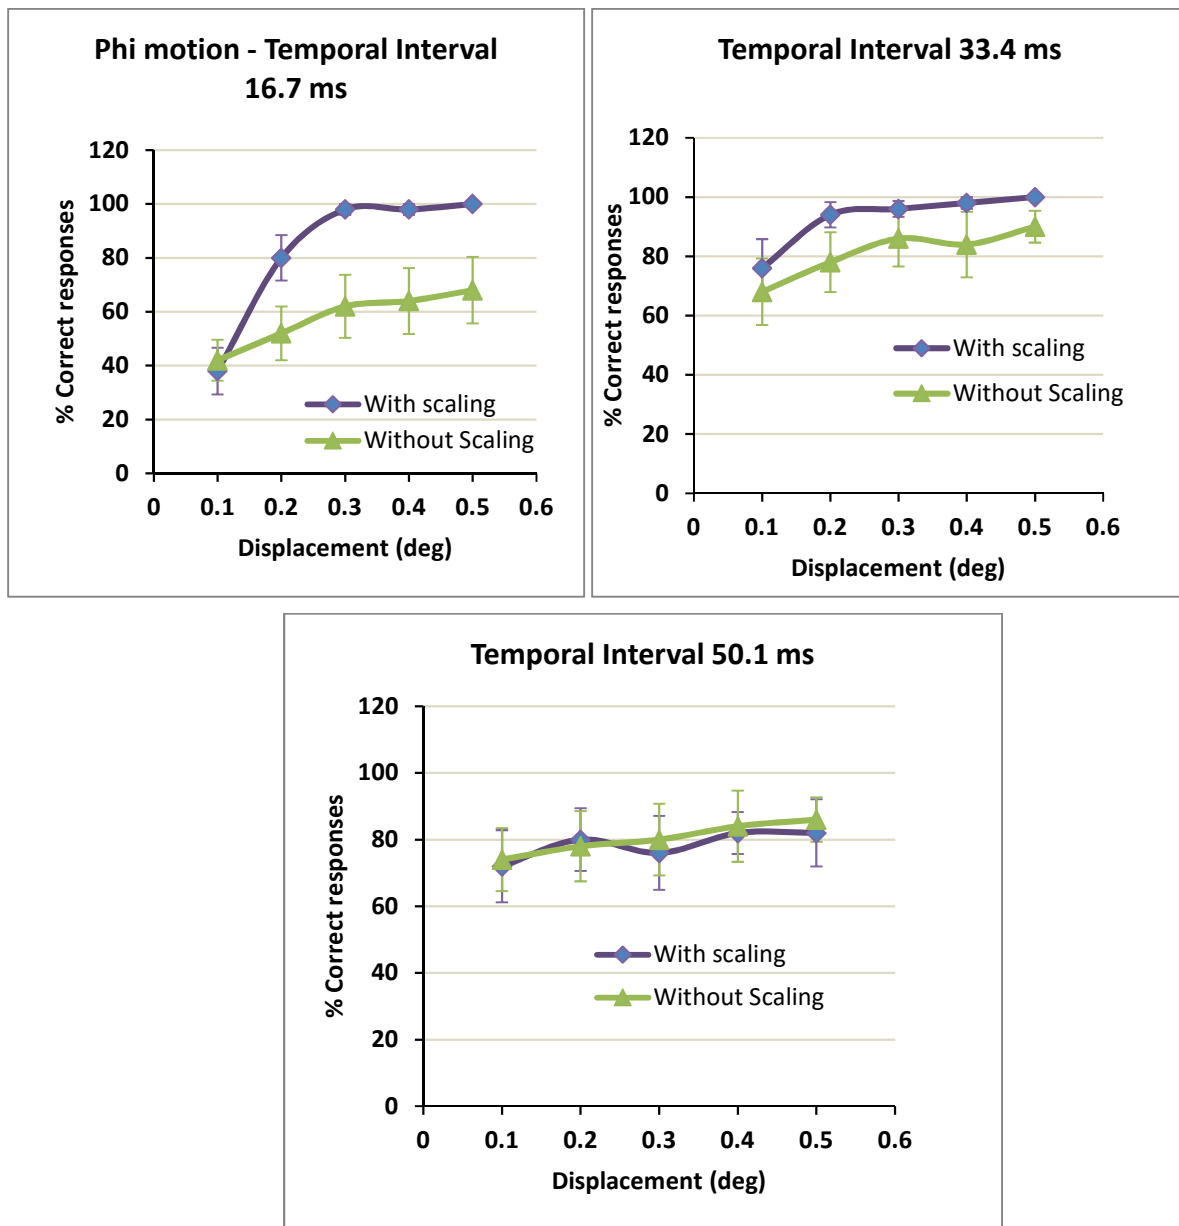 Phi motion - Temporal Interval
16.7 ms
% Correct responses
120
100
80
60
40
20
0
With scaling
Without Scaling
0 0.1 0.2 0.3 0.4 0.5 0.6
Displacement (deg)
Temporal Interval 33.4 ms
% Correct responses
120
100
80
60
40
20
0
With scaling
Without Scaling
0 0.1 0.2 0.3 0.4 0.5 0.6
Displacement (deg)
Temporal Interval 50.1 ms
% Correct responses
120
100
80
60
40
20
0
With scaling
Without Scaling
0 0.1 0.2 0.3 0.4 0.5 0.6
Displacement (deg)